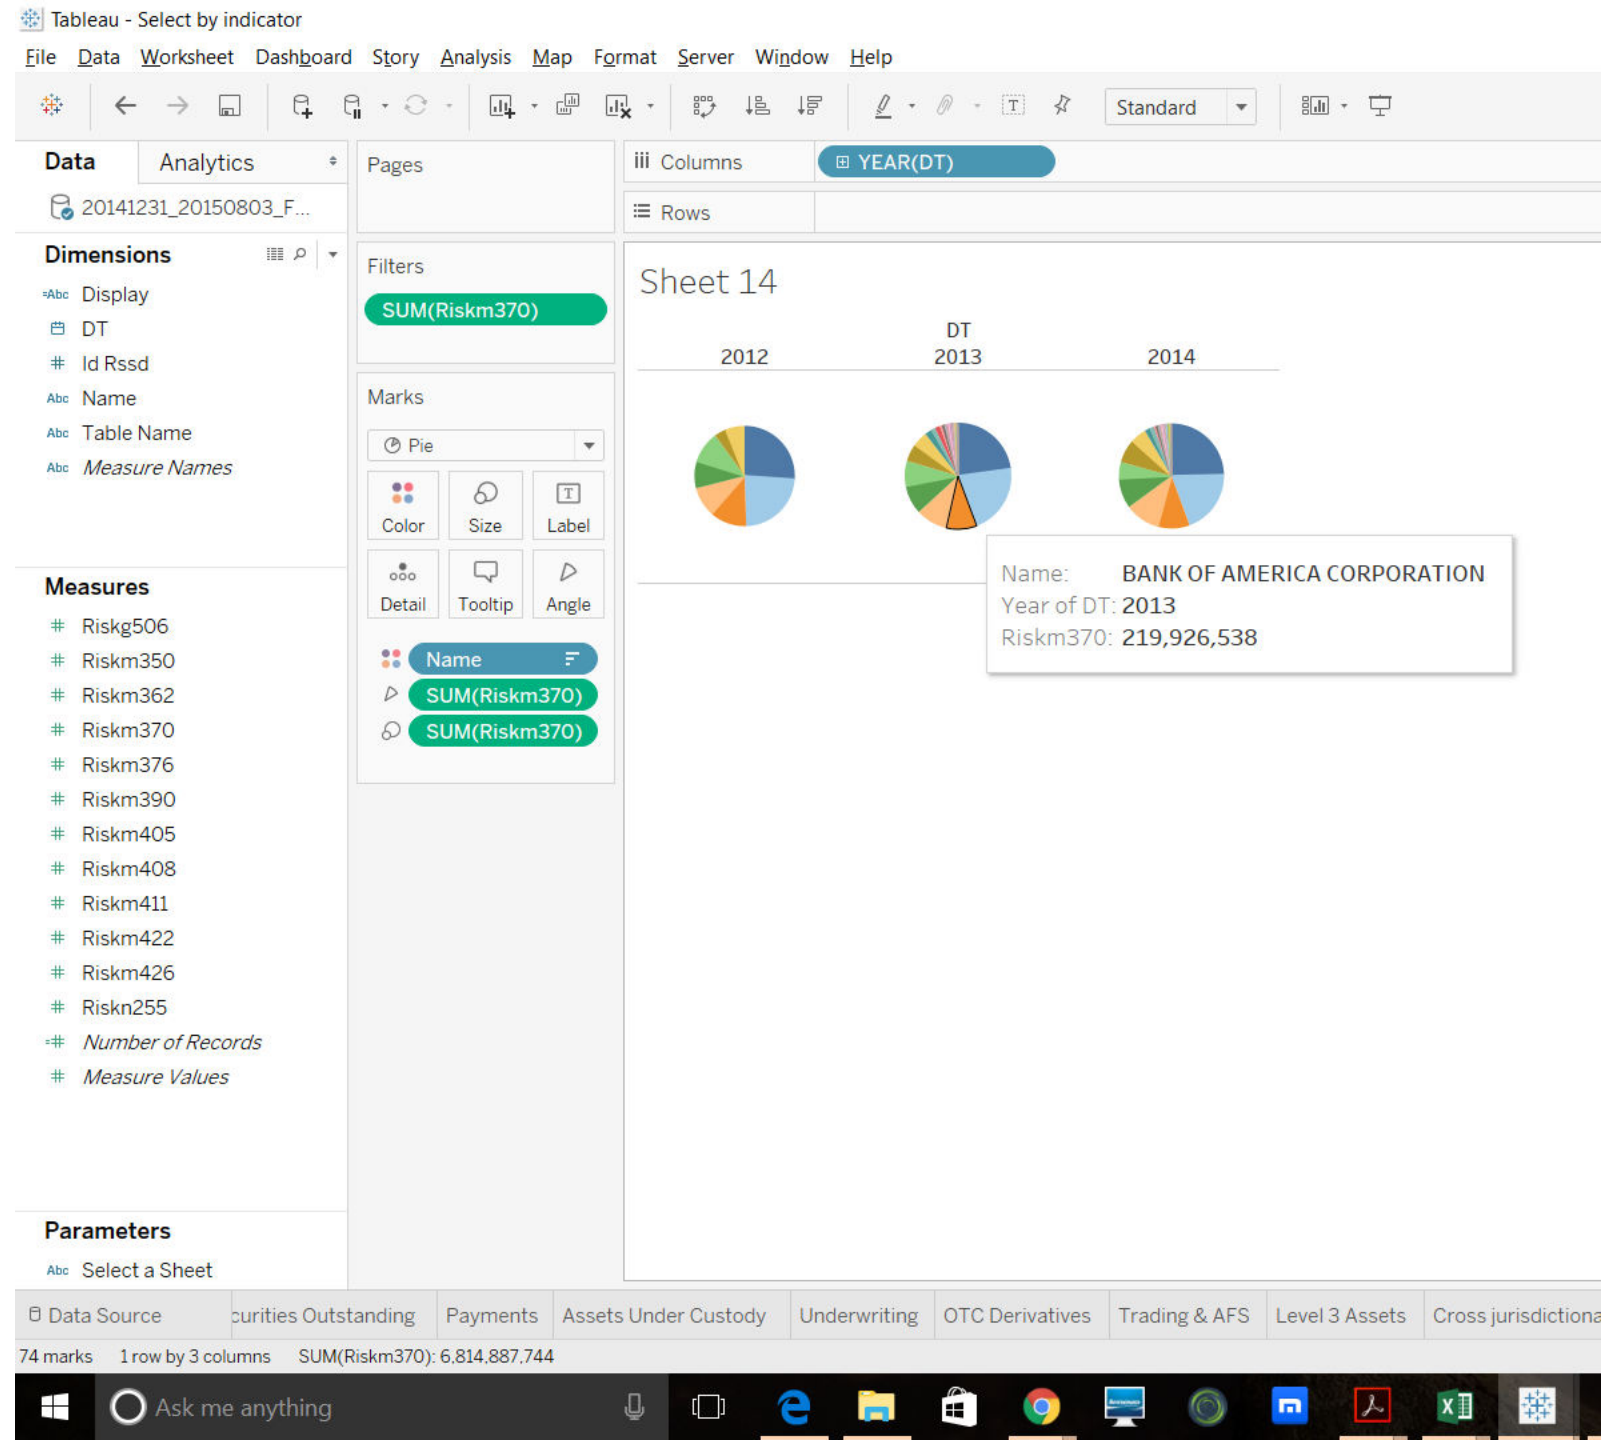 Tableau - Select by indicator
File Data Worksheet Dashboard Story Analysis Map Format Server Window Help
Standard
Data Analytics
20141231_20150803_F...
Dimensions
Abc Display
DT
# Id Rssd
Abc Name
Abc Table Name
Abc Measure Names
Measures
# Riskg506
# Riskm350
# Riskm362
# Riskm370
# Riskm376
# Riskm390
# Riskm405
# Riskm408
# Riskm411
# Riskm422
# Riskm426
# Riskn255
=# Number of Records
# Measure Values
Parameters
Abc Select a Sheet
Pages
Filters
SUM(Riskm370)
Marks
Pie
Color Size Label
Detail Tooltip Angle
Name
SUM(Riskm370)
SUM(Riskm370)
Columns YEAR(DT)
Rows
Sheet 14
DT
2012 2013 2014
Name: BANK OF AMERICA CORPORATION
Year of DT: 2013
Riskm370: 219,926,538
Data Source curities Outstanding Payments Assets Under Custody Underwriting OTC Derivatives Trading & AFS Level 3 Assets Cross jurisdictiona
74 marks 1 row by 3 columns SUM(Riskm370): 6,814,887,744
Ask me anything